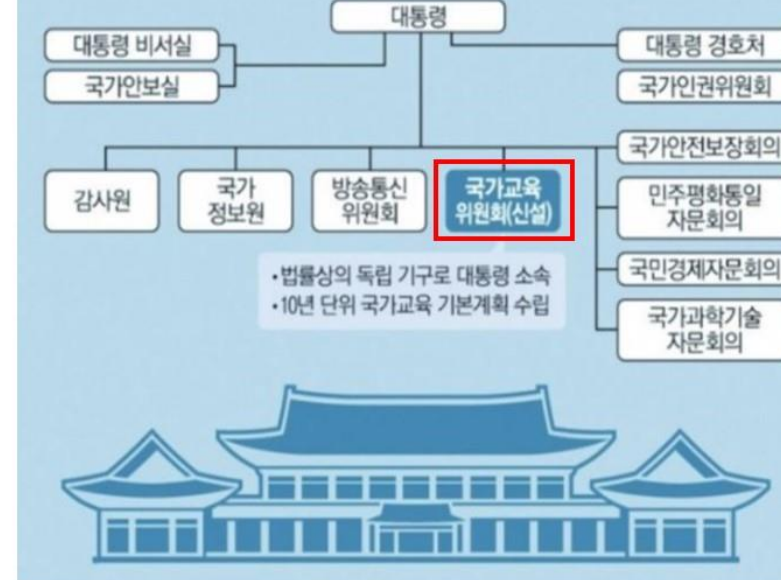 대통령
대통령 비서실
국가안보실
대통령 경호처
국가인권위원회
감사원
국가
정보원
방송통신
위원회
국가교육
위원회(신설)
•법률상의 독립 기구로 대통령 소속
•10년 단위 국가교육 기본계획 수립
국가안전보장회의
민주평화통일
자문회의
국민경제자문회의
국가과학기술
자문회의